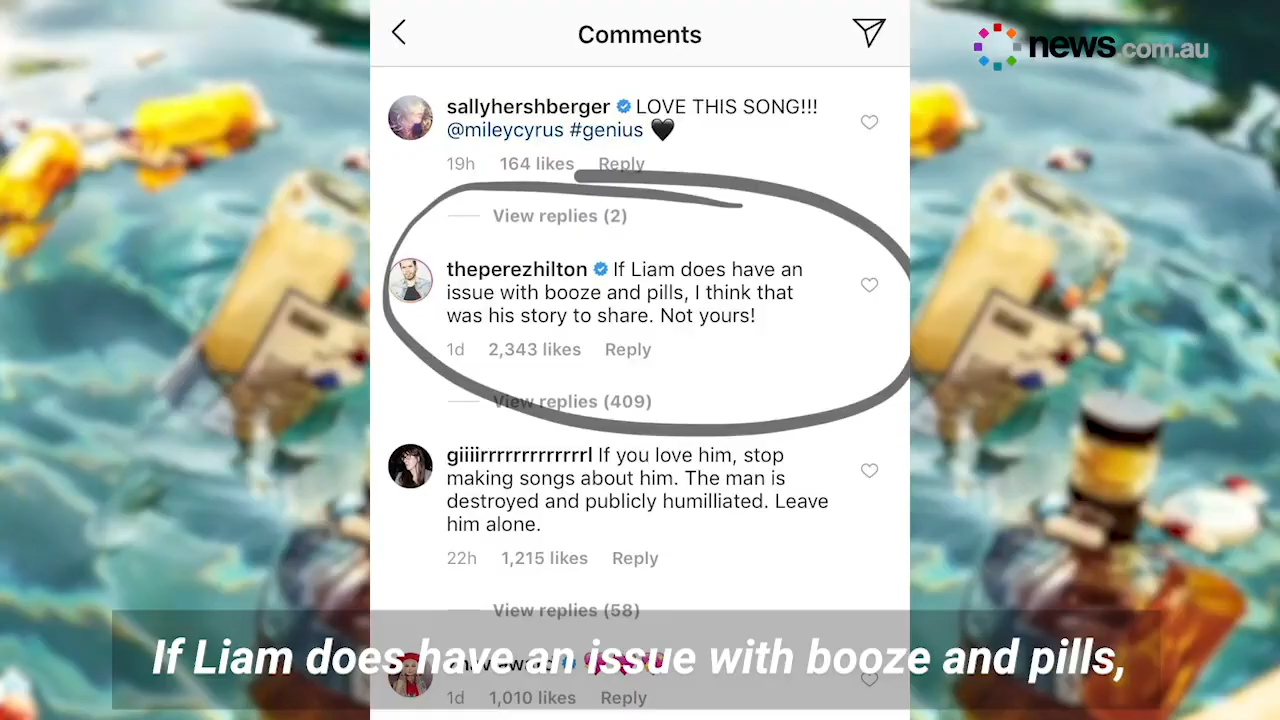 Comments
news.com.au
sallyhershberger LOVE THIS SONG!!!
@mileycyrus #genius
19h 164 likes Reply
View replies (2)
theperezhilton If Liam does have an
issue with booze and pills, I think that
was his story to share. Not yours!
1d 2,343 likes Reply
View replies (409)
giiiirrrrrrrrrrrrrl If you love him, stop
making songs about him. The man is
destroyed and publicly humilliated. Leave
him alone.
22h 1,215 likes Reply
View replies (58)
If Liam does have an issue with booze and pills,
1d 1,010 likes Reply